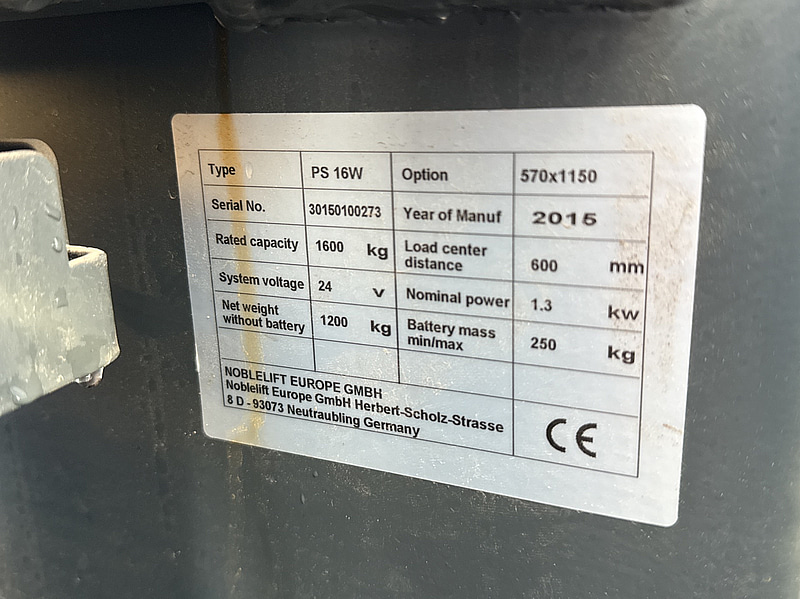 Type PS 16W Option 570x1150
Serial No. 30150100273 Year of Manuf 2015
Rated capacity 1600 kg Load center
distance 600 mm
System voltage 24 v Nominal power 1.3 kw
Net weight
without battery 1200 kg Battery mass
min/max 250 kg
NOBLELIFT EUROPE GMBH
Noblelift Europe GmbH Herbert-Scholz-Strasse
8 D - 93073 Neutraubling Germany
CE